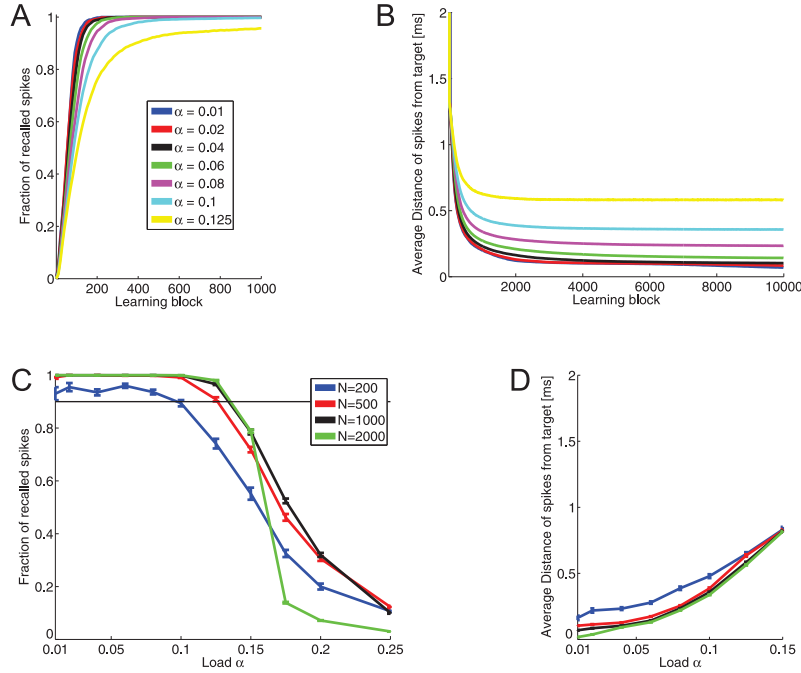 A
Fraction of recalled spikes
1
0.8
0.6
0.4
0.2
0
200
400
600
800
1000
Learning block
α = 0.01
α = 0.02
α = 0.04
α = 0.06
α = 0.08
α = 0.1
α = 0.125
B
Average Distance of spikes from target [ms]
2
1.5
1
0.5
0
2000
4000
6000
8000
10000
Learning block
C
Fraction of recalled spikes
1
0.8
0.6
0.4
0.2
0
0.01
0.05
0.1
0.15
0.2
0.25
Load α
N=200
N=500
N=1000
N=2000
D
Average Distance of spikes from target [ms]
2
1.5
1
0.5
0
0.01
0.05
0.1
0.15
Load α